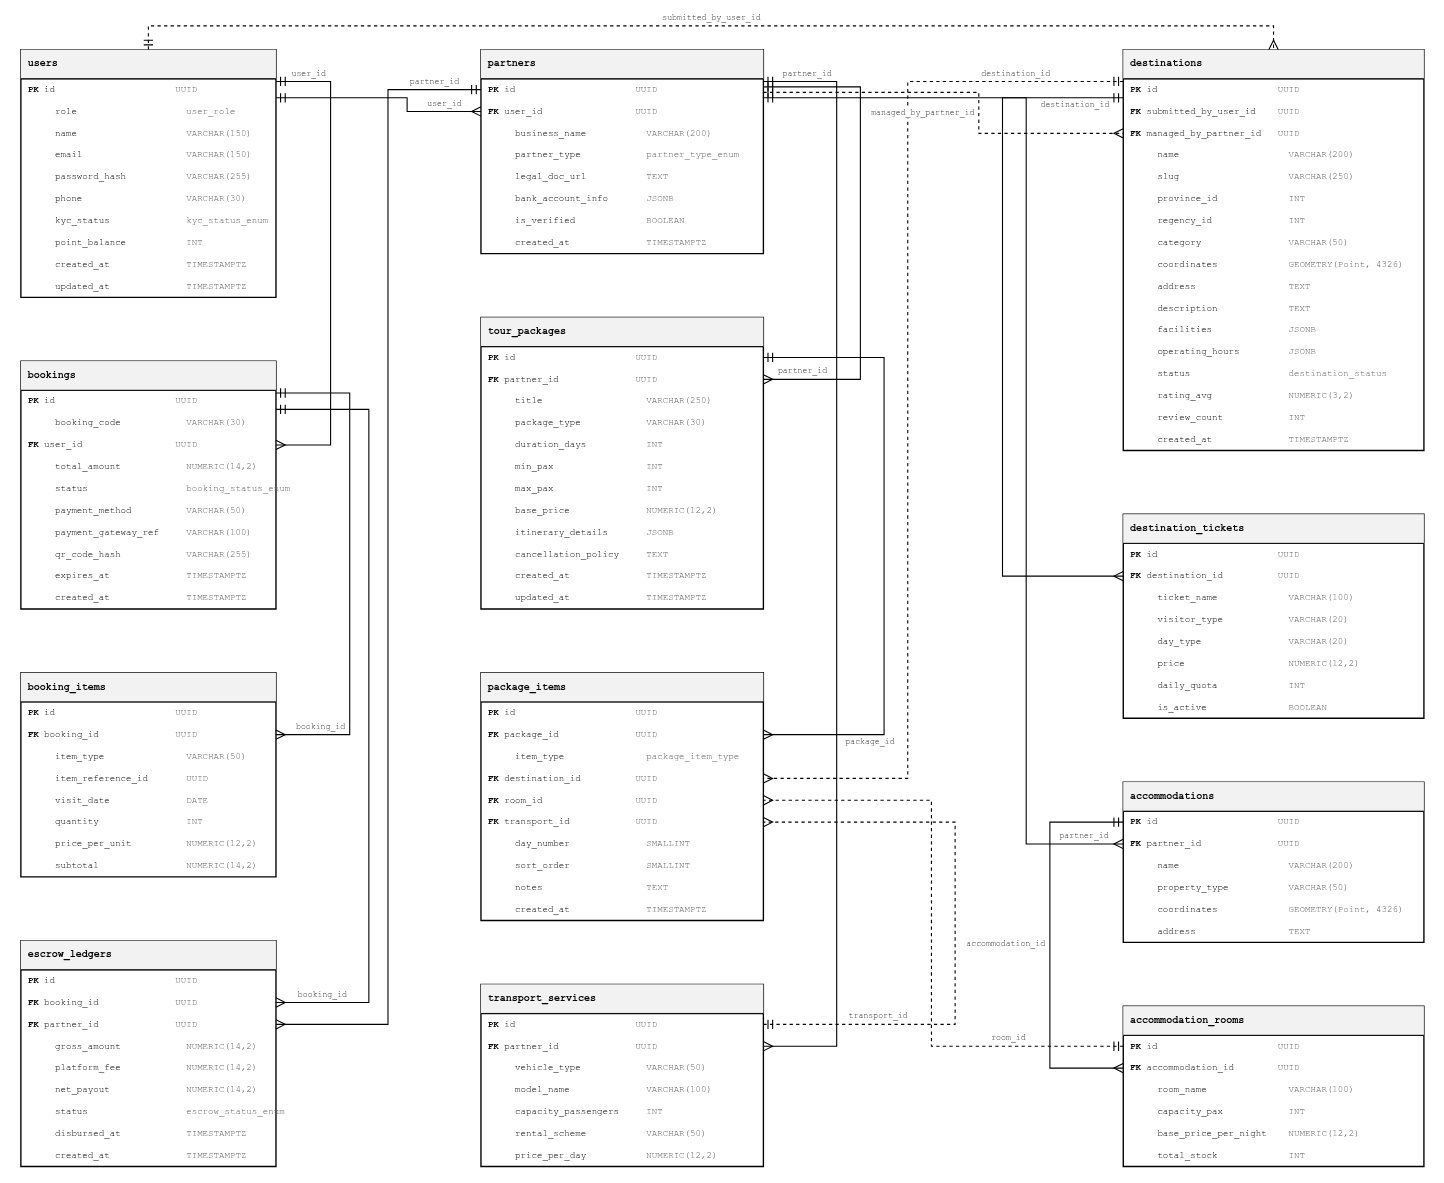 submitted_by_user_id
users
PK id UUID
role user_role
name VARCHAR(150)
email VARCHAR(150)
password_hash VARCHAR(255)
phone VARCHAR(30)
kyc_status kyc_status_enum
point_balance INT
created_at TIMESTAMPTZ
updated_at TIMESTAMPTZ
user_id
user_id
partner_id
bookings
PK id UUID
booking_code VARCHAR(30)
FK user_id UUID
total_amount NUMERIC(14,2)
status booking_status_enum
payment_method VARCHAR(50)
payment_gateway_ref VARCHAR(100)
qr_code_hash VARCHAR(255)
expires_at TIMESTAMPTZ
created_at TIMESTAMPTZ
booking_items
PK id UUID
FK booking_id UUID
item_type VARCHAR(50)
item_reference_id UUID
visit_date DATE
quantity INT
price_per_unit NUMERIC(12,2)
subtotal NUMERIC(14,2)
booking_id
escrow_ledgers
PK id UUID
FK booking_id UUID
FK partner_id UUID
gross_amount NUMERIC(14,2)
platform_fee NUMERIC(14,2)
net_payout NUMERIC(14,2)
status escrow_status_enum
disbursed_at TIMESTAMPTZ
created_at TIMESTAMPTZ
booking_id
partners
PK id UUID
FK user_id UUID
business_name VARCHAR(200)
partner_type partner_type_enum
legal_doc_url TEXT
bank_account_info JSONB
is_verified BOOLEAN
created_at TIMESTAMPTZ
partner_id
managed_by_partner_id
destination_id
destination_id
tour_packages
PK id UUID
FK partner_id UUID
title VARCHAR(250)
package_type VARCHAR(30)
duration_days INT
min_pax INT
max_pax INT
base_price NUMERIC(12,2)
itinerary_details JSONB
cancellation_policy TEXT
created_at TIMESTAMPTZ
updated_at TIMESTAMPTZ
partner_id
package_items
PK id UUID
FK package_id UUID
item_type package_item_type
FK destination_id UUID
FK room_id UUID
FK transport_id UUID
day_number SMALLINT
sort_order SMALLINT
notes TEXT
created_at TIMESTAMPTZ
package_id
transport_services
PK id UUID
FK partner_id UUID
vehicle_type VARCHAR(50)
model_name VARCHAR(100)
capacity_passengers INT
rental_scheme VARCHAR(50)
price_per_day NUMERIC(12,2)
transport_id
room_id
accommodation_id
partner_id
destinations
PK id UUID
FK submitted_by_user_id UUID
FK managed_by_partner_id UUID
name VARCHAR(200)
slug VARCHAR(250)
province_id INT
regency_id INT
category VARCHAR(50)
coordinates GEOMETRY(Point, 4326)
address TEXT
description TEXT
facilities JSONB
operating_hours JSONB
status destination_status
rating_avg NUMERIC(3,2)
review_count INT
created_at TIMESTAMPTZ
destination_tickets
PK id UUID
FK destination_id UUID
ticket_name VARCHAR(100)
visitor_type VARCHAR(20)
day_type VARCHAR(20)
price NUMERIC(12,2)
daily_quota INT
is_active BOOLEAN
accommodations
PK id UUID
FK partner_id UUID
name VARCHAR(200)
property_type VARCHAR(50)
coordinates GEOMETRY(Point, 4326)
address TEXT
accommodation_rooms
PK id UUID
FK accommodation_id UUID
room_name VARCHAR(100)
capacity_pax INT
base_price_per_night NUMERIC(12,2)
total_stock INT